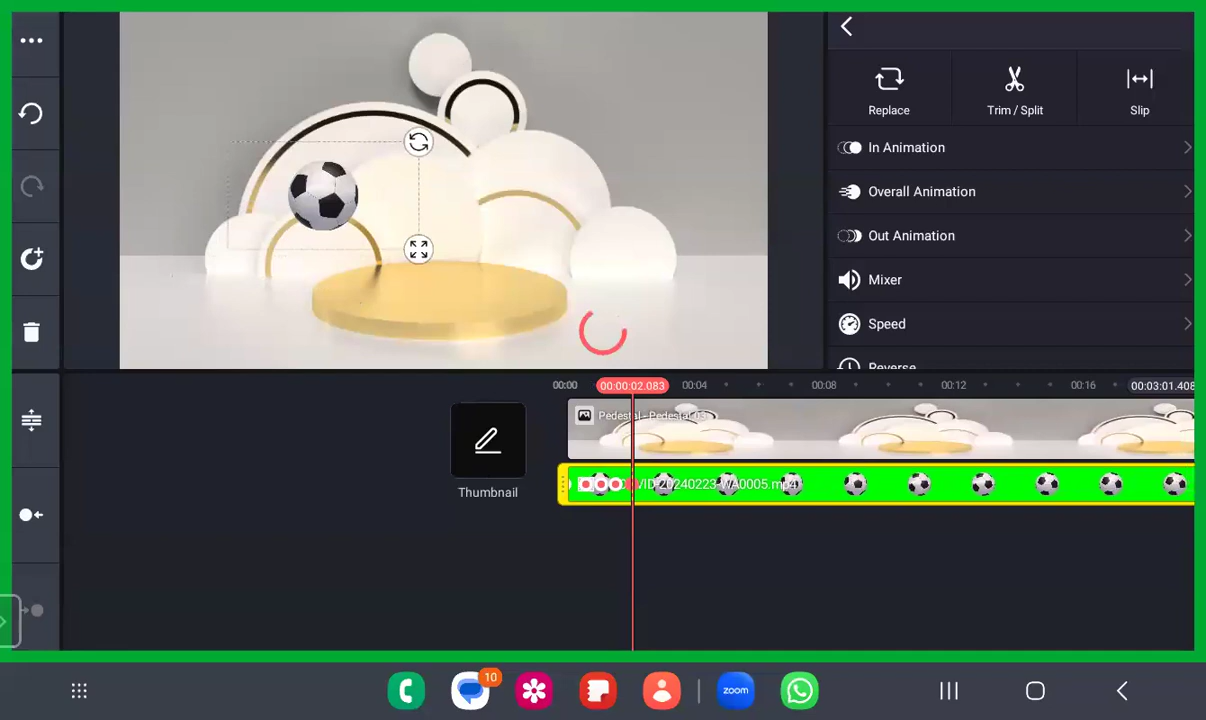 Replace
Trim / Split
Slip
In Animation
Overall Animation
Out Animation
Mixer
Speed
Reverse
00:00
00:00:02.083
00:04
00:08
00:12
00:16
00:03:01.408
Pedestal - Pedestal 03
Thumbnail
VID-20240223-WA0005.mp4
10
zoom